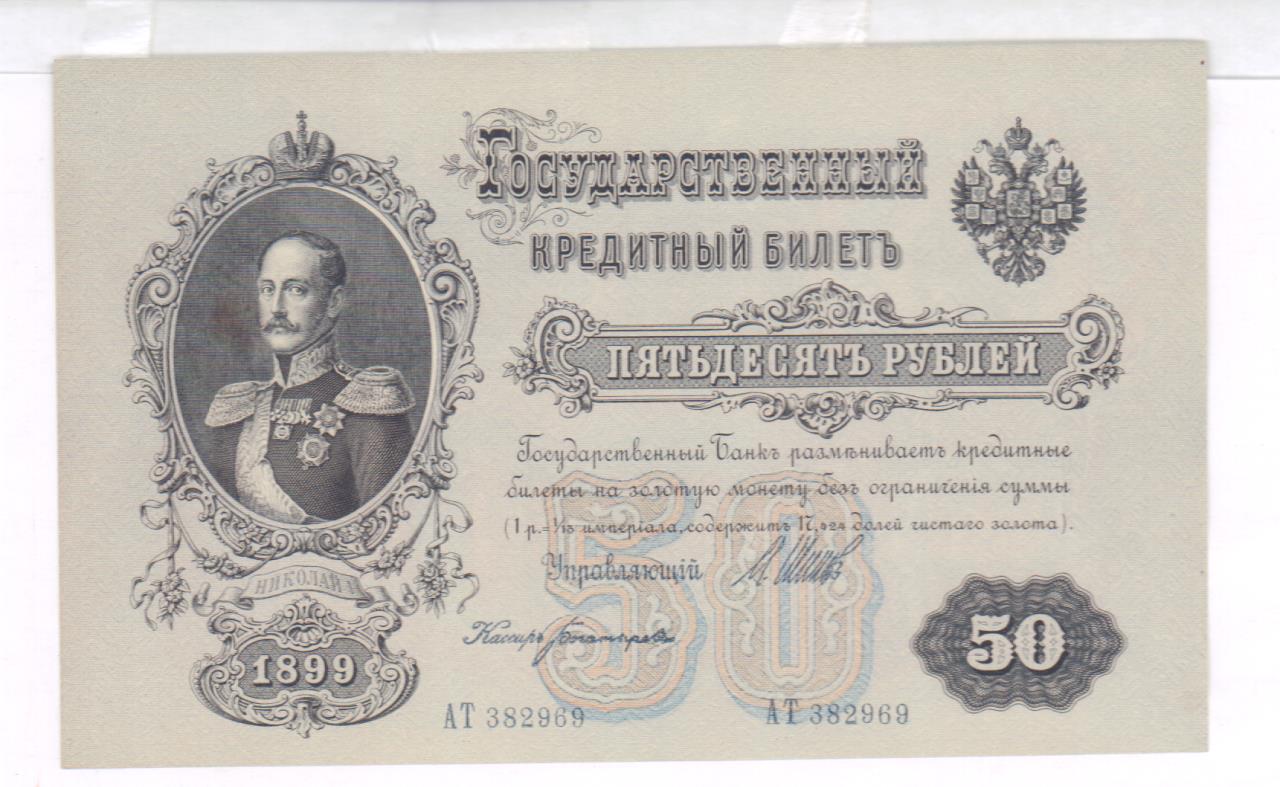 Государственный
кредитный билетъ
пятьдесятъ рублей
Государственный Банкъ размѣниваетъ кредитные
билеты на золотую монету безъ ограниченія суммы
(1 р.= 1/15 имперіала, содержитъ 17,424 долей чистаго золота).
Управляющій
НИКОЛАЙ I
Кассиръ
50
50
1899
АТ 382969
АТ 382969